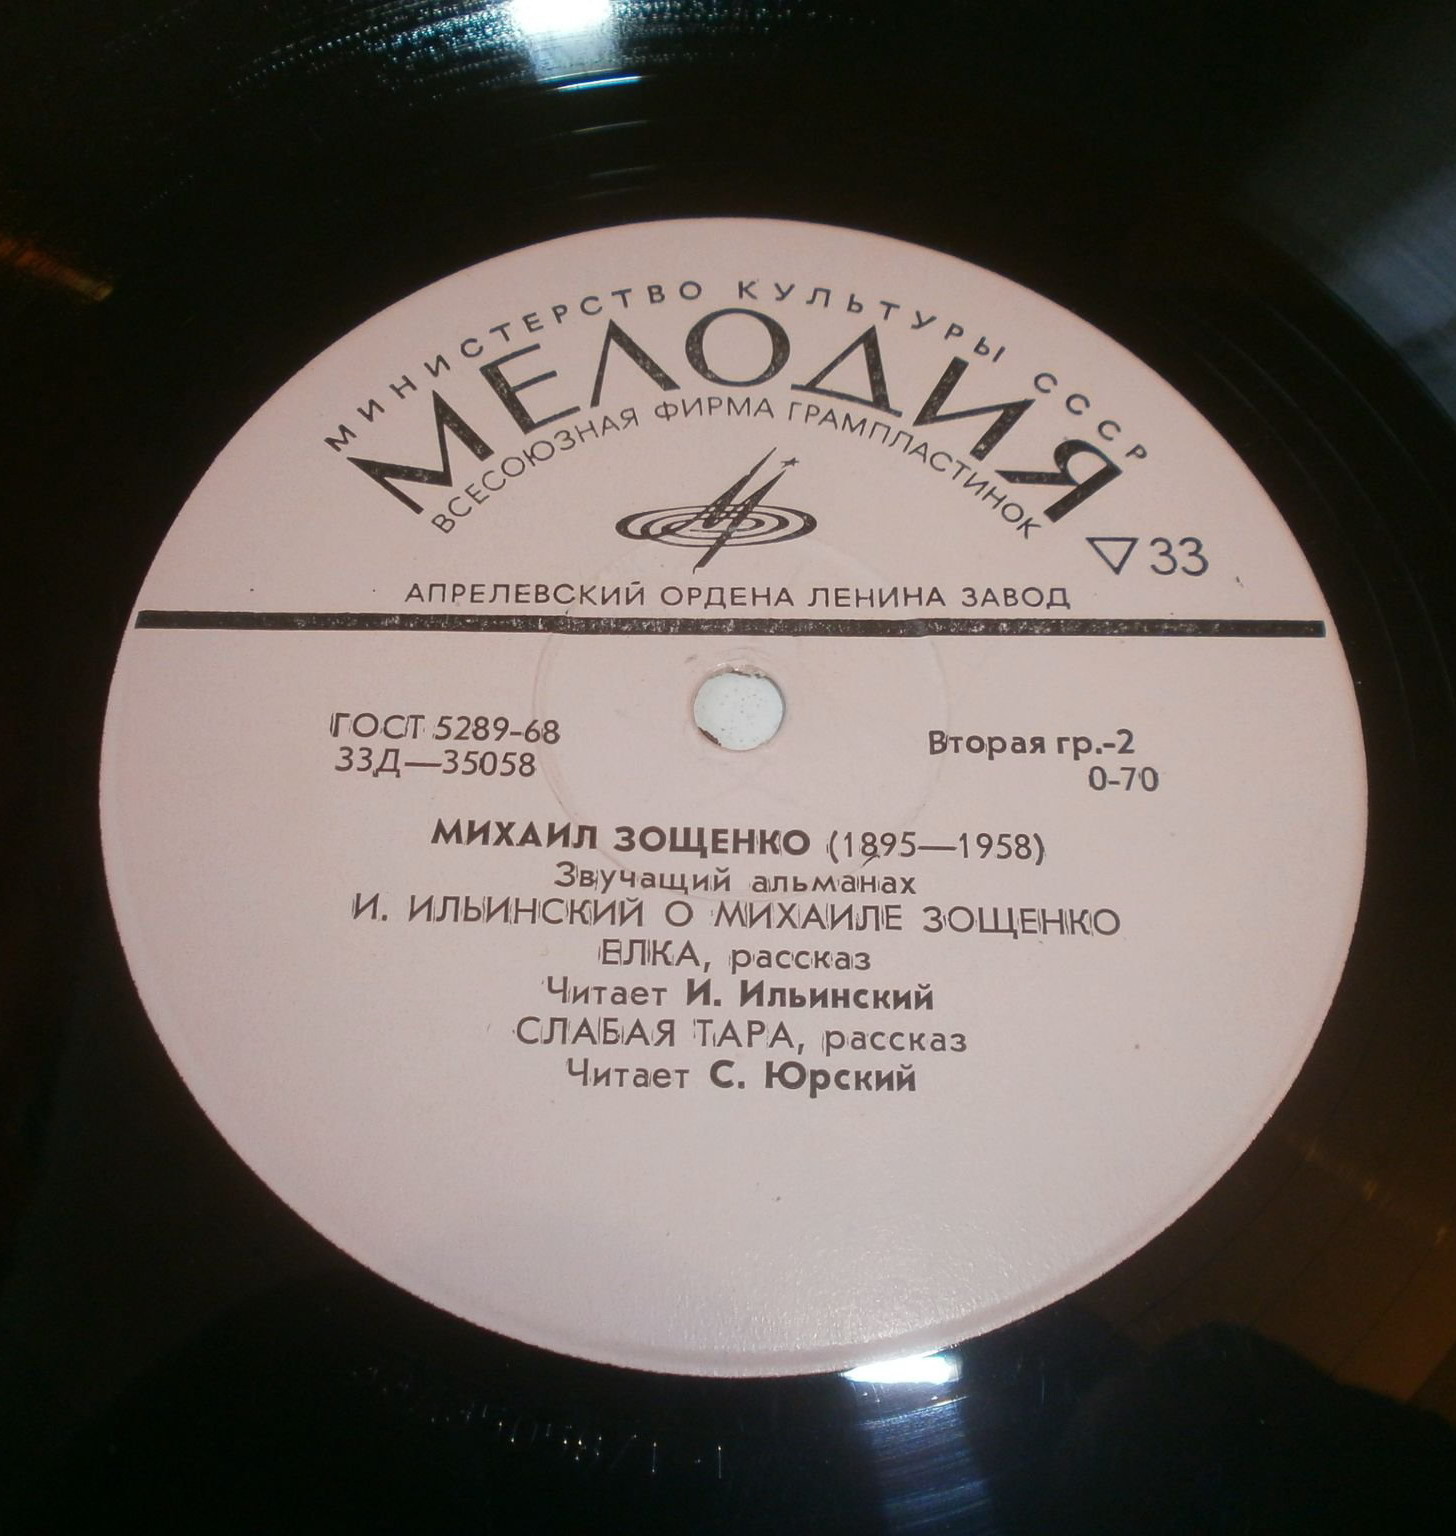 МИНИСТЕРСТВО КУЛЬТУРЫ СССР
МЕЛОДИЯ
ВСЕСОЮЗНАЯ ФИРМА ГРАМПЛАСТИНОК
▽33
АПРЕЛЕВСКИЙ ОРДЕНА ЛЕНИНА ЗАВОД
ГОСТ 5289-68
33Д—35058
Вторая гр.-2
0-70
МИХАИЛ ЗОЩЕНКО (1895—1958)
Звучащий альманах
И. ИЛЬИНСКИЙ О МИХАИЛЕ ЗОЩЕНКО
ЕЛКА, рассказ
Читает И. Ильинский
СЛАБАЯ ТАРА, рассказ
Читает С. Юрский